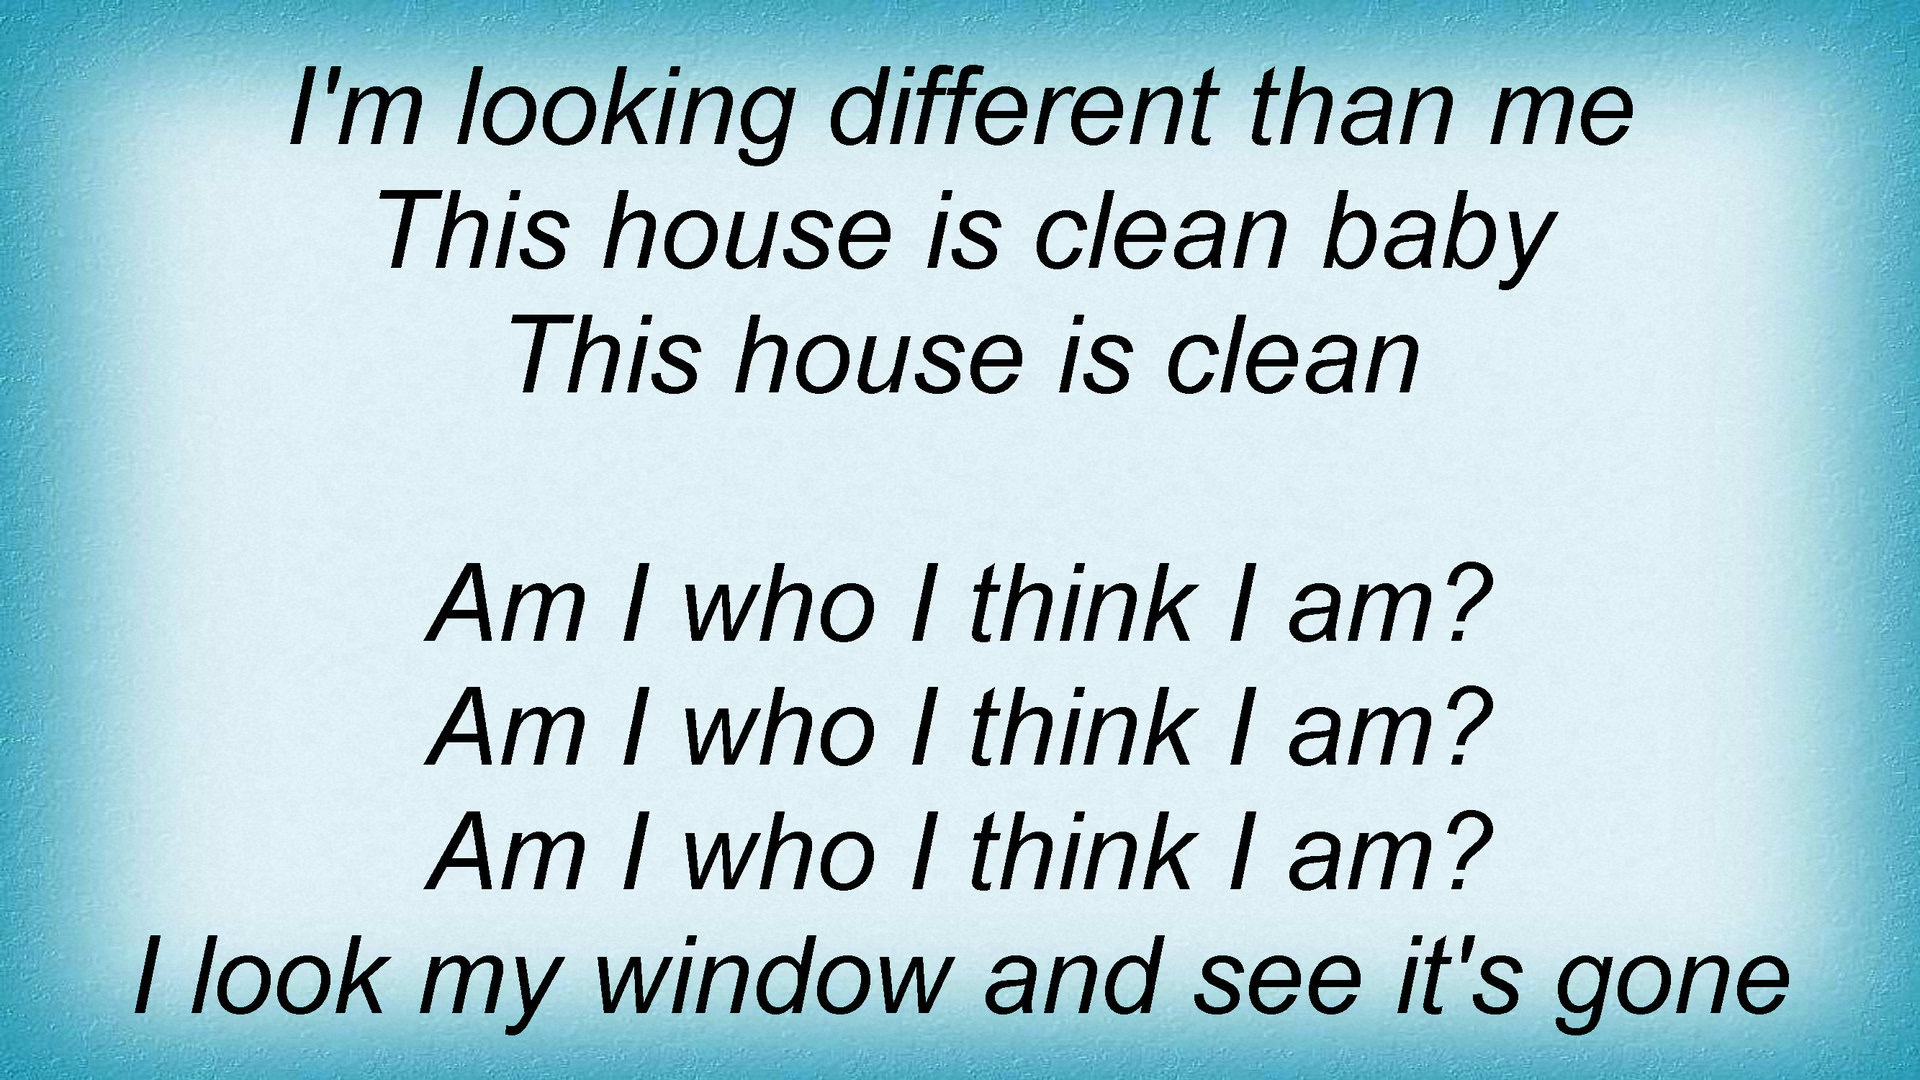 I'm looking different than me
This house is clean baby
This house is clean
Am I who I think I am?
Am I who I think I am?
Am I who I think I am?
I look my window and see it's gone